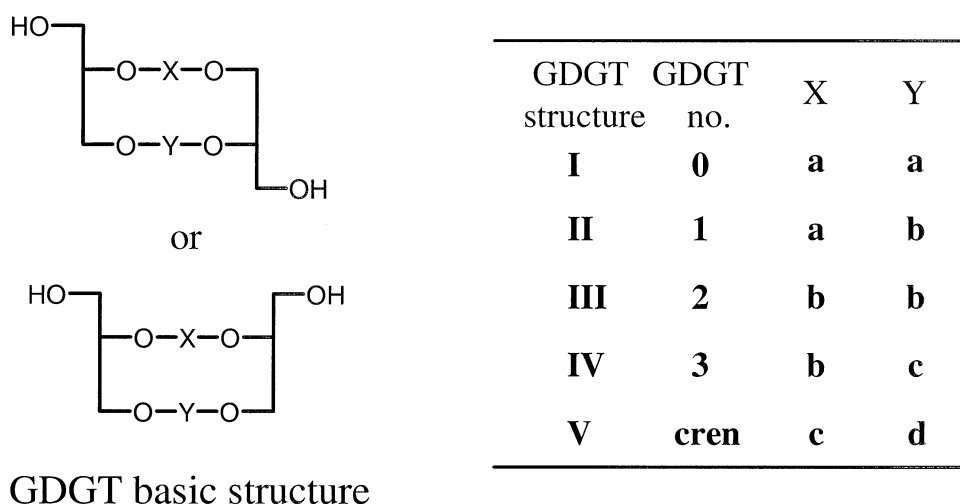 HO
O–X–O
O–Y–O
OH
or
HO OH
O–X–O
O–Y–O
GDGT basic structure
GDGT structure GDGT no. X Y
I 0 a a
II 1 a b
III 2 b b
IV 3 b c
V cren c d